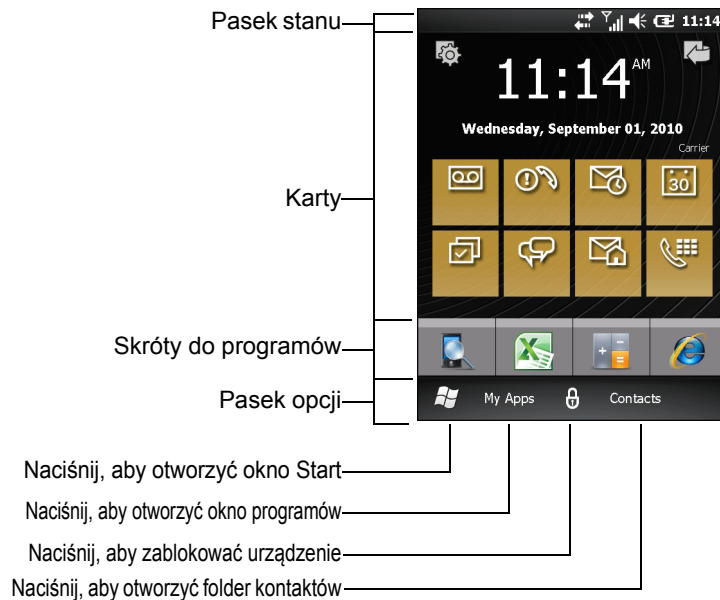 Pasek stanu
11:14
11:14 AM
Wednesday, September 01, 2010
Carrier
30
Karty
Skróty do programów
Pasek opcji
My Apps
Contacts
Naciśnij, aby otworzyć okno Start
Naciśnij, aby otworzyć okno programów
Naciśnij, aby zablokować urządzenie
Naciśnij, aby otworzyć folder kontaktów